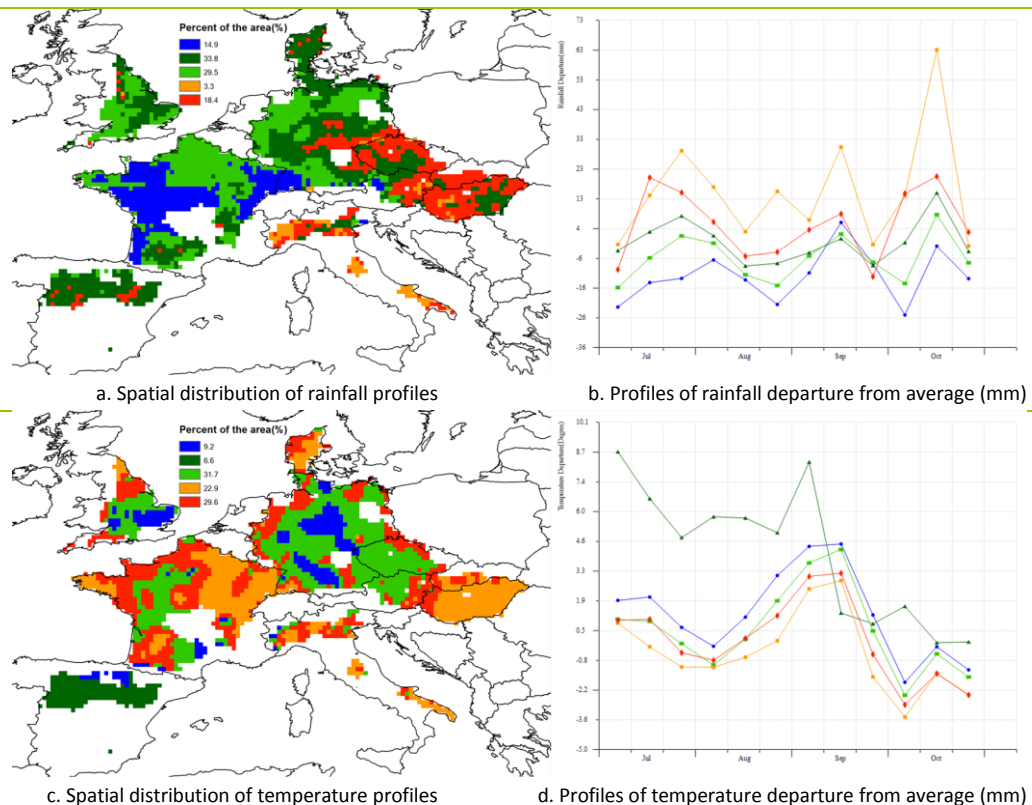 Percent of the area(%)
14.9
33.8
29.5
3.3
18.4
Rainfall Departure(mm)
73
63
53
43
33
23
13
4
-6
-16
-26
-36
Jul
Aug
Sep
Oct
a. Spatial distribution of rainfall profiles
b. Profiles of rainfall departure from average (mm)
Percent of the area(%)
9.2
6.6
31.7
22.9
29.6
10.1
8.7
7.4
6.0
4.6
3.3
1.9
0.5
-0.8
-2.2
-3.6
-5.0
Jul
Aug
Sep
Oct
c. Spatial distribution of temperature profiles
d. Profiles of temperature departure from average (mm)